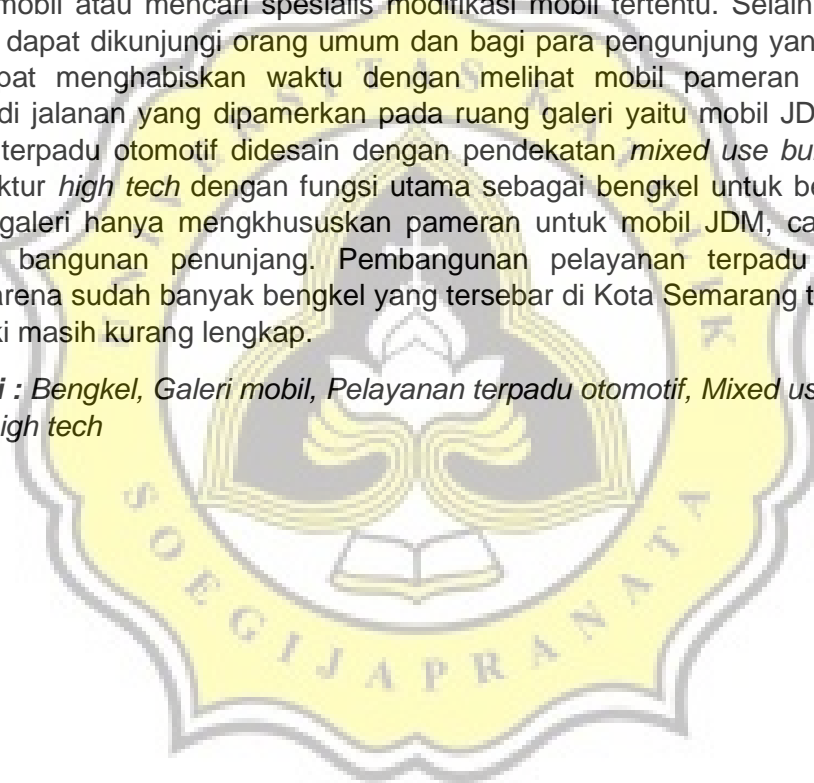 mobil atau mencari spesialis modifikasi mobil tertentu. Selain
dapat dikunjungi orang umum dan bagi para pengunjung yan
pat menghabiskan waktu dengan melihat mobil pameran
di jalanan yang dipamerkan pada ruang galeri yaitu mobil JD
terpadu otomotif didesain dengan pendekatan mixed use bu
ktur high tech dengan fungsi utama sebagai bengkel untuk be
galeri hanya mengkhususkan pameran untuk mobil JDM, ca
bangunan penunjang. Pembangunan pelayanan terpadu
arena sudah banyak bengkel yang tersebar di Kota Semarang t
ki masih kurang lengkap.
i : Bengkel, Galeri mobil, Pelayanan terpadu otomotif, Mixed us
igh tech
UNIVERSITAS KATOLIK
SOEGIJAPRANATA